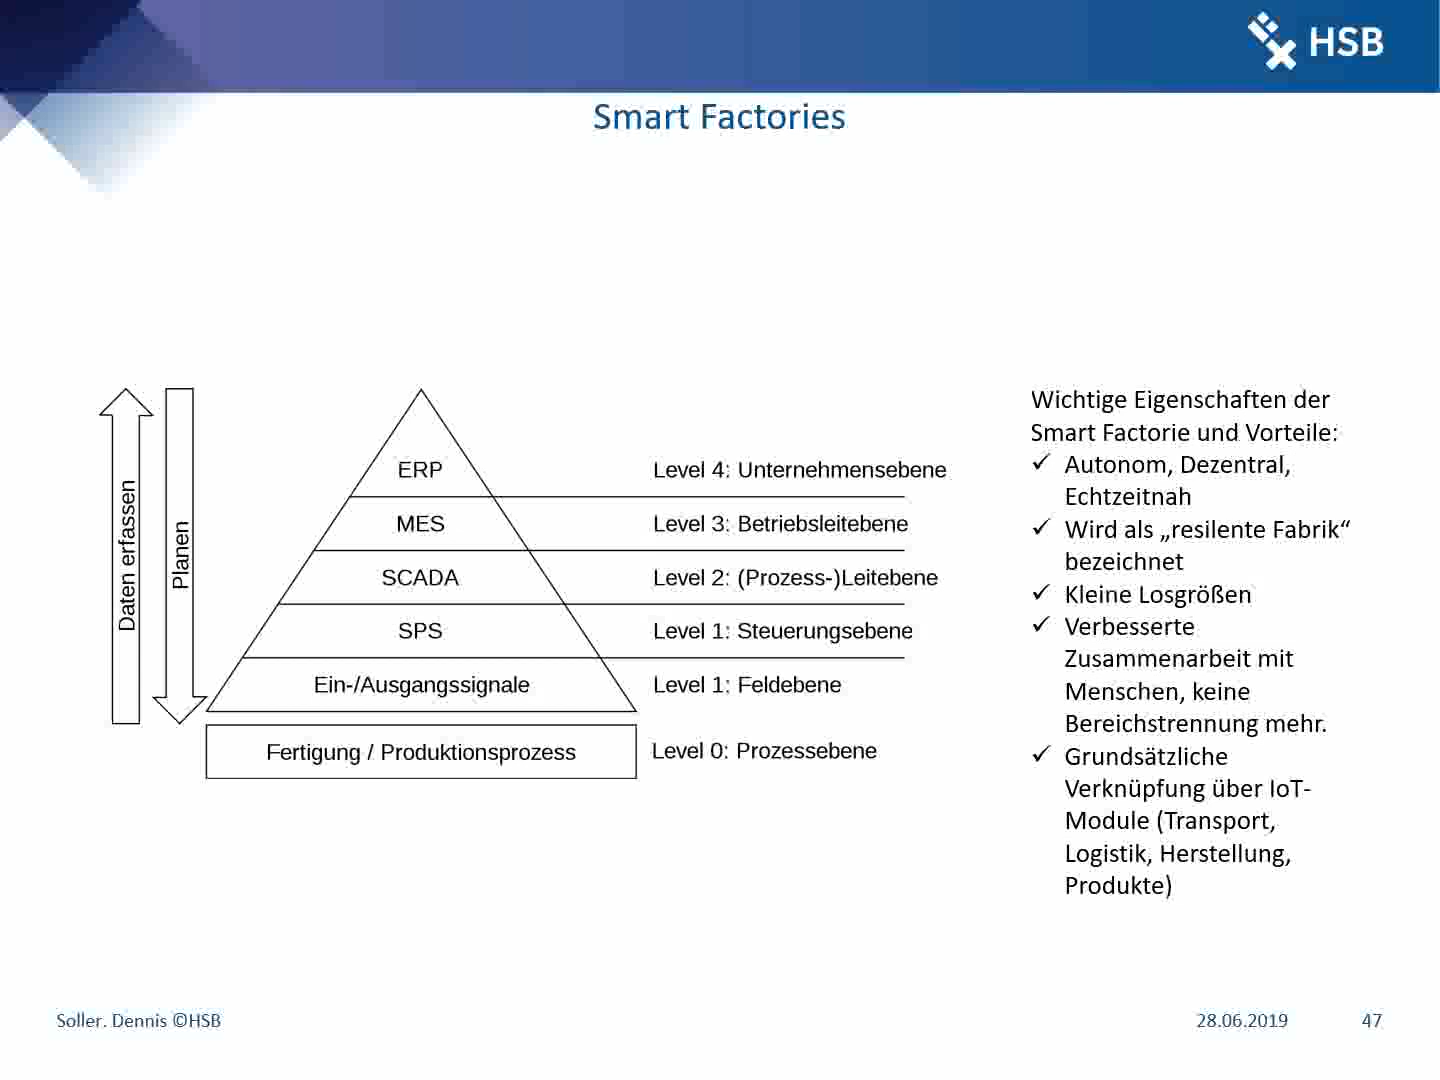 HSB
Smart Factories
Daten erfassen
Planen
ERP
Level 4: Unternehmensebene
MES
Level 3: Betriebsleitebene
SCADA
Level 2: (Prozess-)Leitebene
SPS
Level 1: Steuerungsebene
Ein-/Ausgangssignale
Level 1: Feldebene
Fertigung / Produktionsprozess
Level 0: Prozessebene
Wichtige Eigenschaften der
Smart Factorie und Vorteile:
✓ Autonom, Dezentral,
Echtzeitnah
✓ Wird als „resilente Fabrik“
bezeichnet
✓ Kleine Losgrößen
✓ Verbesserte
Zusammenarbeit mit
Menschen, keine
Bereichstrennung mehr.
✓ Grundsätzliche
Verknüpfung über IoT-
Module (Transport,
Logistik, Herstellung,
Produkte)
Soller. Dennis ©HSB
28.06.2019
47